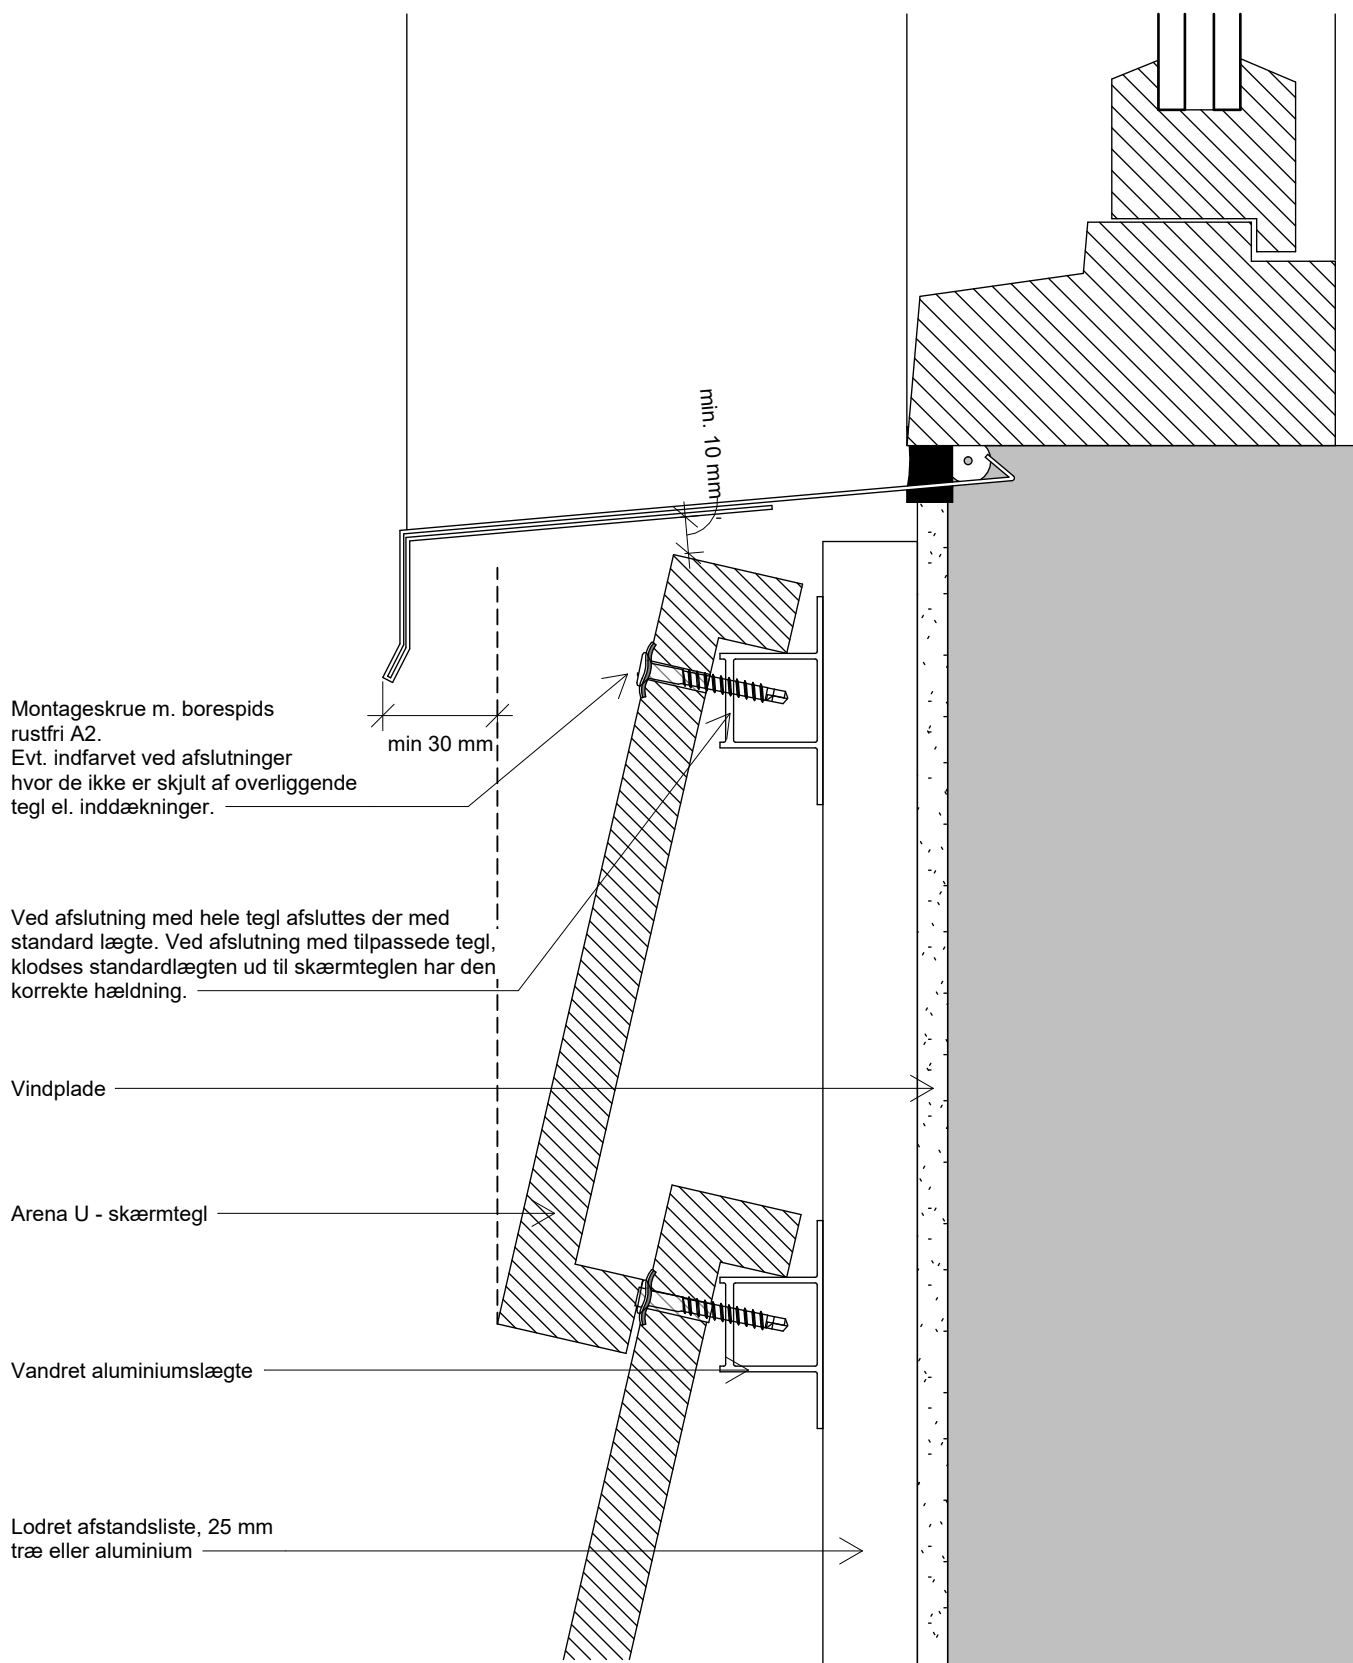 min. 10 mm
Montageskrue m. borespids
rustfri A2.
Evt. indfarvet ved afslutninger
hvor de ikke er skjult af overliggende
tegl el. inddækninger.
min 30 mm
Ved afslutning med hele tegl afsluttes der med
standard lægte. Ved afslutning med tilpassede tegl,
klodses standardlægten ud til skærmteglen har den
korrekte hældning.
Vindplade
Arena U - skærmtegl
Vandret aluminiumslægte
Lodret afstandsliste, 25 mm
træ eller aluminium